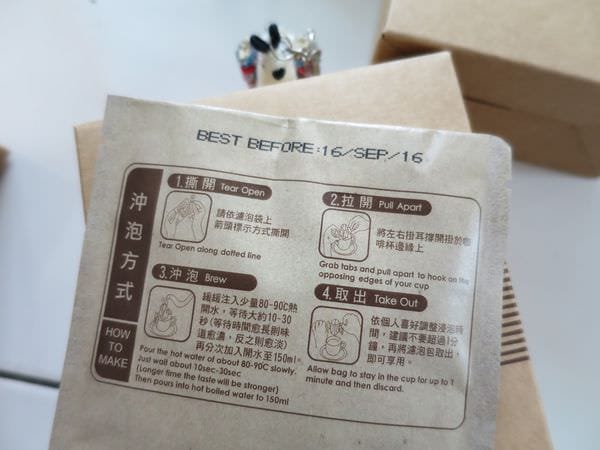 BEST BEFORE:16/SEP/16
沖泡方式
HOW
TO
MAKE
1.撕開 Tear Open
請依濾泡袋上
箭頭標示方式撕開
Tear Open along dotted line
2.拉開 Pull Apart
將左右掛耳撐開掛於咖
啡杯邊緣上
Grab tabs and pull apart to hook on the
opposing edges of your cup
3.沖泡 Brew
緩緩注入少量80-90C熱
開水，等待大約10-30
秒(等待時間愈長則味
道愈濃，反之則愈淡)
再分次加入開水至150ml。
Pour the hot water of about 80-90C slowly.
Just wait about 10sec-30sec
(Longer time the taste will be stronger)
Then pours into hot boiled water to 150ml
4.取出 Take Out
依個人喜好調整浸泡時
間，建議不要超過1分
鐘，再將濾泡包取出，
即可享用。
Allow bag to stay in the cup for up to 1
minute and then discard.